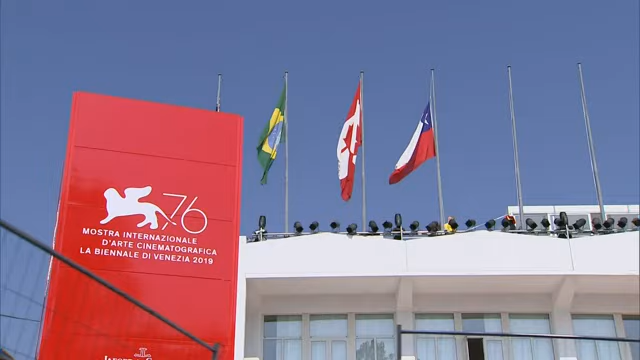 76
MOSTRA INTERNAZIONALE
D'ARTE CINEMATOGRAFICA
LA BIENNALE DI VENEZIA 2019